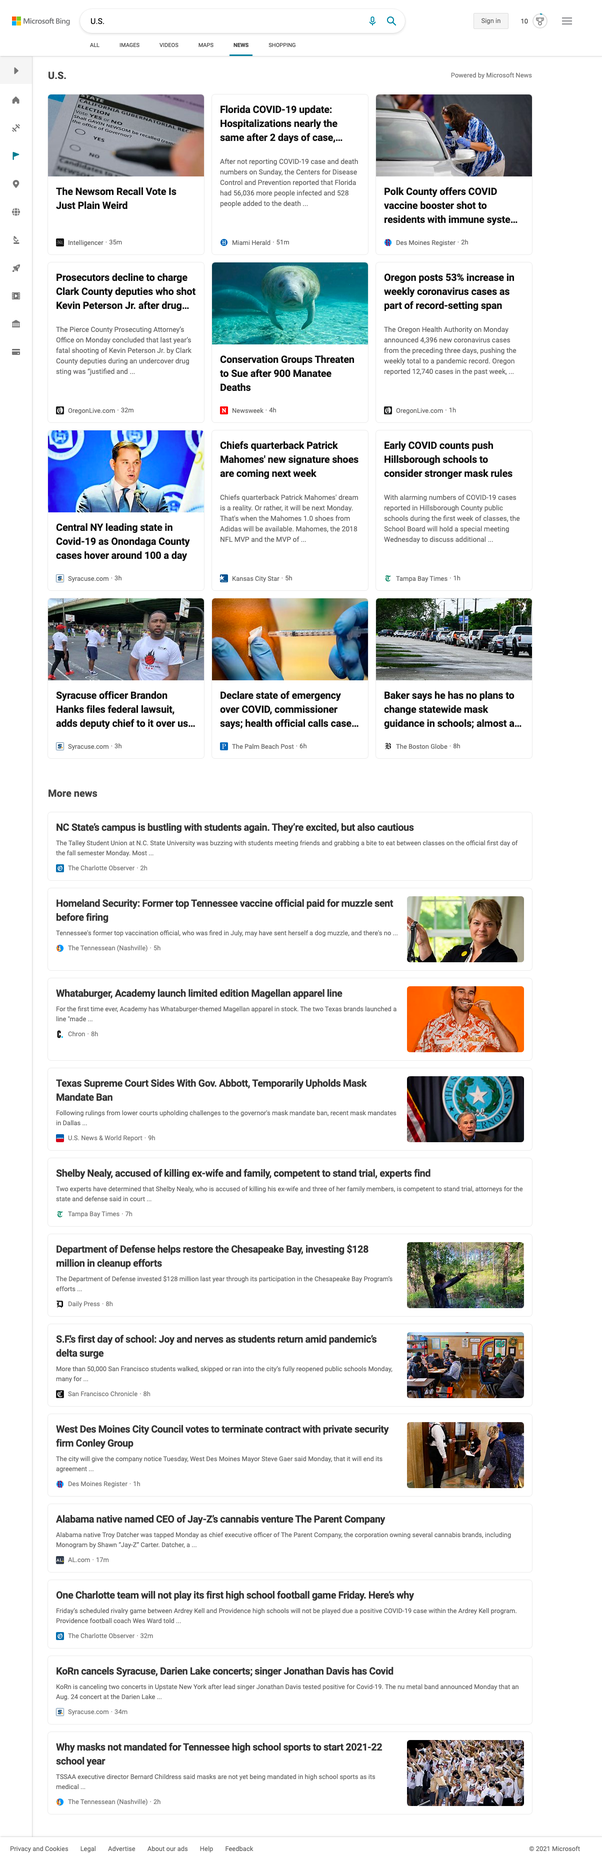 Microsoft Bing
U.S.
Sign in
10
ALL
IMAGES
VIDEOS
MAPS
NEWS
SHOPPING
U.S.
Powered by Microsoft News
STATE
CALIFORNIA GUBERNATORIAL
YES
NO
The Newsom Recall Vote Is
Just Plain Weird
Intelligencer · 35m
Florida COVID-19 update:
Hospitalizations nearly the
same after 2 days of case,...
After not reporting COVID-19 case and death
numbers on Sunday, the Centers for Disease
Control and Prevention reported that Florida
had 56,036 more people infected and 528
people added to the death ...
Miami Herald · 51m
Polk County offers COVID
vaccine booster shot to
residents with immune syste...
Des Moines Register · 2h
Prosecutors decline to charge
Clark County deputies who shot
Kevin Peterson Jr. after drug...
The Pierce County Prosecuting Attorney's
Office on Monday concluded that last year's
fatal shooting of Kevin Peterson Jr. by Clark
County deputies during an undercover drug
sting was "justified and ...
OregonLive.com · 32m
Conservation Groups Threaten
to Sue after 900 Manatee
Deaths
Newsweek · 4h
Oregon posts 53% increase in
weekly coronavirus cases as
part of record-setting span
The Oregon Health Authority on Monday
announced 4,396 new coronavirus cases
from the preceding three days, pushing the
weekly total to a pandemic record. Oregon
reported 12,740 cases in the past week, ...
OregonLive.com · 1h
Central NY leading state in
Covid-19 as Onondaga County
cases hover around 100 a day
Syracuse.com · 3h
Chiefs quarterback Patrick
Mahomes' new signature shoes
are coming next week
Chiefs quarterback Patrick Mahomes' dream
is a reality. Or rather, it will be next Monday.
That's when the Mahomes 1.0 shoes from
Adidas will be available. Mahomes, the 2018
NFL MVP and the MVP of ...
Kansas City Star · 5h
Early COVID counts push
Hillsborough schools to
consider stronger mask rules
With alarming numbers of COVID-19 cases
reported in Hillsborough County public
schools during the first week of classes, the
School Board will hold a special meeting
Wednesday to discuss additional ...
Tampa Bay Times · 1h
Syracuse officer Brandon
Hanks files federal lawsuit,
adds deputy chief to it over us...
Syracuse.com · 3h
Declare state of emergency
over COVID, commissioner
says; health official calls case...
The Palm Beach Post · 6h
Baker says he has no plans to
change statewide mask
guidance in schools; almost a...
The Boston Globe · 8h
More news
NC State's campus is bustling with students again. They're excited, but also cautious
The Talley Student Union at N.C. State University was buzzing with students meeting friends and grabbing a bite to eat between classes on the official first day of
the fall semester Monday. Most ...
The Charlotte Observer · 2h
Homeland Security: Former top Tennessee vaccine official paid for muzzle sent
before firing
Tennessee's former top vaccination official, who was fired in July, may have sent herself a dog muzzle, and there's no ...
The Tennessean (Nashville) · 5h
Whataburger, Academy launch limited edition Magellan apparel line
For the first time ever, Academy has Whataburger-themed Magellan apparel in stock. The two Texas brands launched a
line "made ...
Chron · 8h
Texas Supreme Court Sides With Gov. Abbott, Temporarily Upholds Mask
Mandate Ban
Following rulings from lower courts upholding challenges to the governor's mask mandate ban, recent mask mandates
in Dallas ...
U.S. News & World Report · 9h
Shelby Nealy, accused of killing ex-wife and family, competent to stand trial, experts find
Two experts have determined that Shelby Nealy, who is accused of killing his ex-wife and three of her family members, is competent to stand trial, attorneys for the
state and defense said in court ...
Tampa Bay Times · 7h
Department of Defense helps restore the Chesapeake Bay, investing $128
million in cleanup efforts
The Department of Defense invested $128 million last year through its participation in the Chesapeake Bay Program's
efforts ...
Daily Press · 8h
S.F.'s first day of school: Joy and nerves as students return amid pandemic's
delta surge
More than 50,000 San Francisco students walked, skipped or ran into the city's fully reopened public schools Monday,
many for ...
San Francisco Chronicle · 8h
West Des Moines City Council votes to terminate contract with private security
firm Conley Group
The city will give the company notice Tuesday, West Des Moines Mayor Steve Gaer said Monday, that it will end its
agreement ...
Des Moines Register · 1h
Alabama native named CEO of Jay-Z's cannabis venture The Parent Company
Alabama native Troy Datcher was tapped Monday as chief executive officer of The Parent Company, the corporation owning several cannabis brands, including
Monogram by Shawn "Jay-Z" Carter. Datcher, a ...
AL.com · 17m
One Charlotte team will not play its first high school football game Friday. Here's why
Friday's scheduled rivalry game between Ardrey Kell and Providence high schools will not be played due a positive COVID-19 case within the Ardrey Kell program.
Providence football coach Wes Ward told ...
The Charlotte Observer · 32m
KoRn cancels Syracuse, Darien Lake concerts; singer Jonathan Davis has Covid
KoRn is canceling two concerts in Upstate New York after lead singer Jonathan Davis tested positive for Covid-19. The nu metal band announced Monday that an
Aug. 24 concert at the Darien Lake ...
Syracuse.com · 34m
Why masks not mandated for Tennessee high school sports to start 2021-22
school year
TSSAA executive director Bernard Childress said masks are not yet being mandated in high school sports as its
medical ...
The Tennessean (Nashville) · 2h
Privacy and Cookies
Legal
Advertise
About our ads
Help
Feedback
© 2021 Microsoft